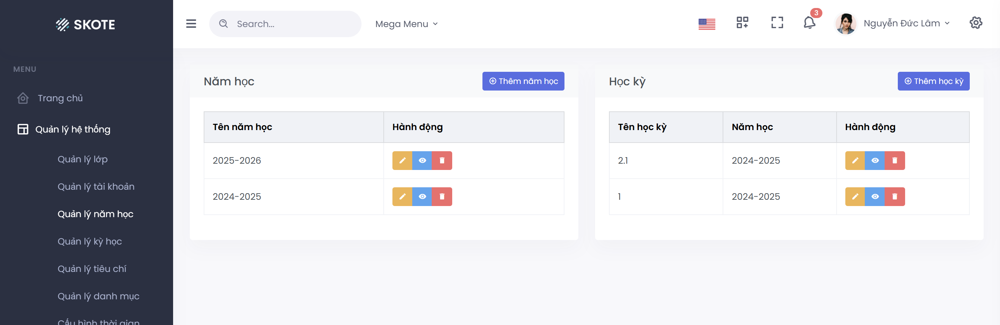 SKOTE
Search...
Mega Menu
3
Nguyễn Đức Lâm
MENU
Trang chủ
Quản lý hệ thống
Quản lý lớp
Quản lý tài khoản
Quản lý năm học
Quản lý kỳ học
Quản lý tiêu chí
Quản lý danh mục
Cấu hình thời gian
Năm học
Thêm năm học
Tên năm học Hành động
2025-2026
2024-2025
Học kỳ
Thêm học kỳ
Tên học kỳ Năm học Hành động
2.1 2024-2025
1 2024-2025